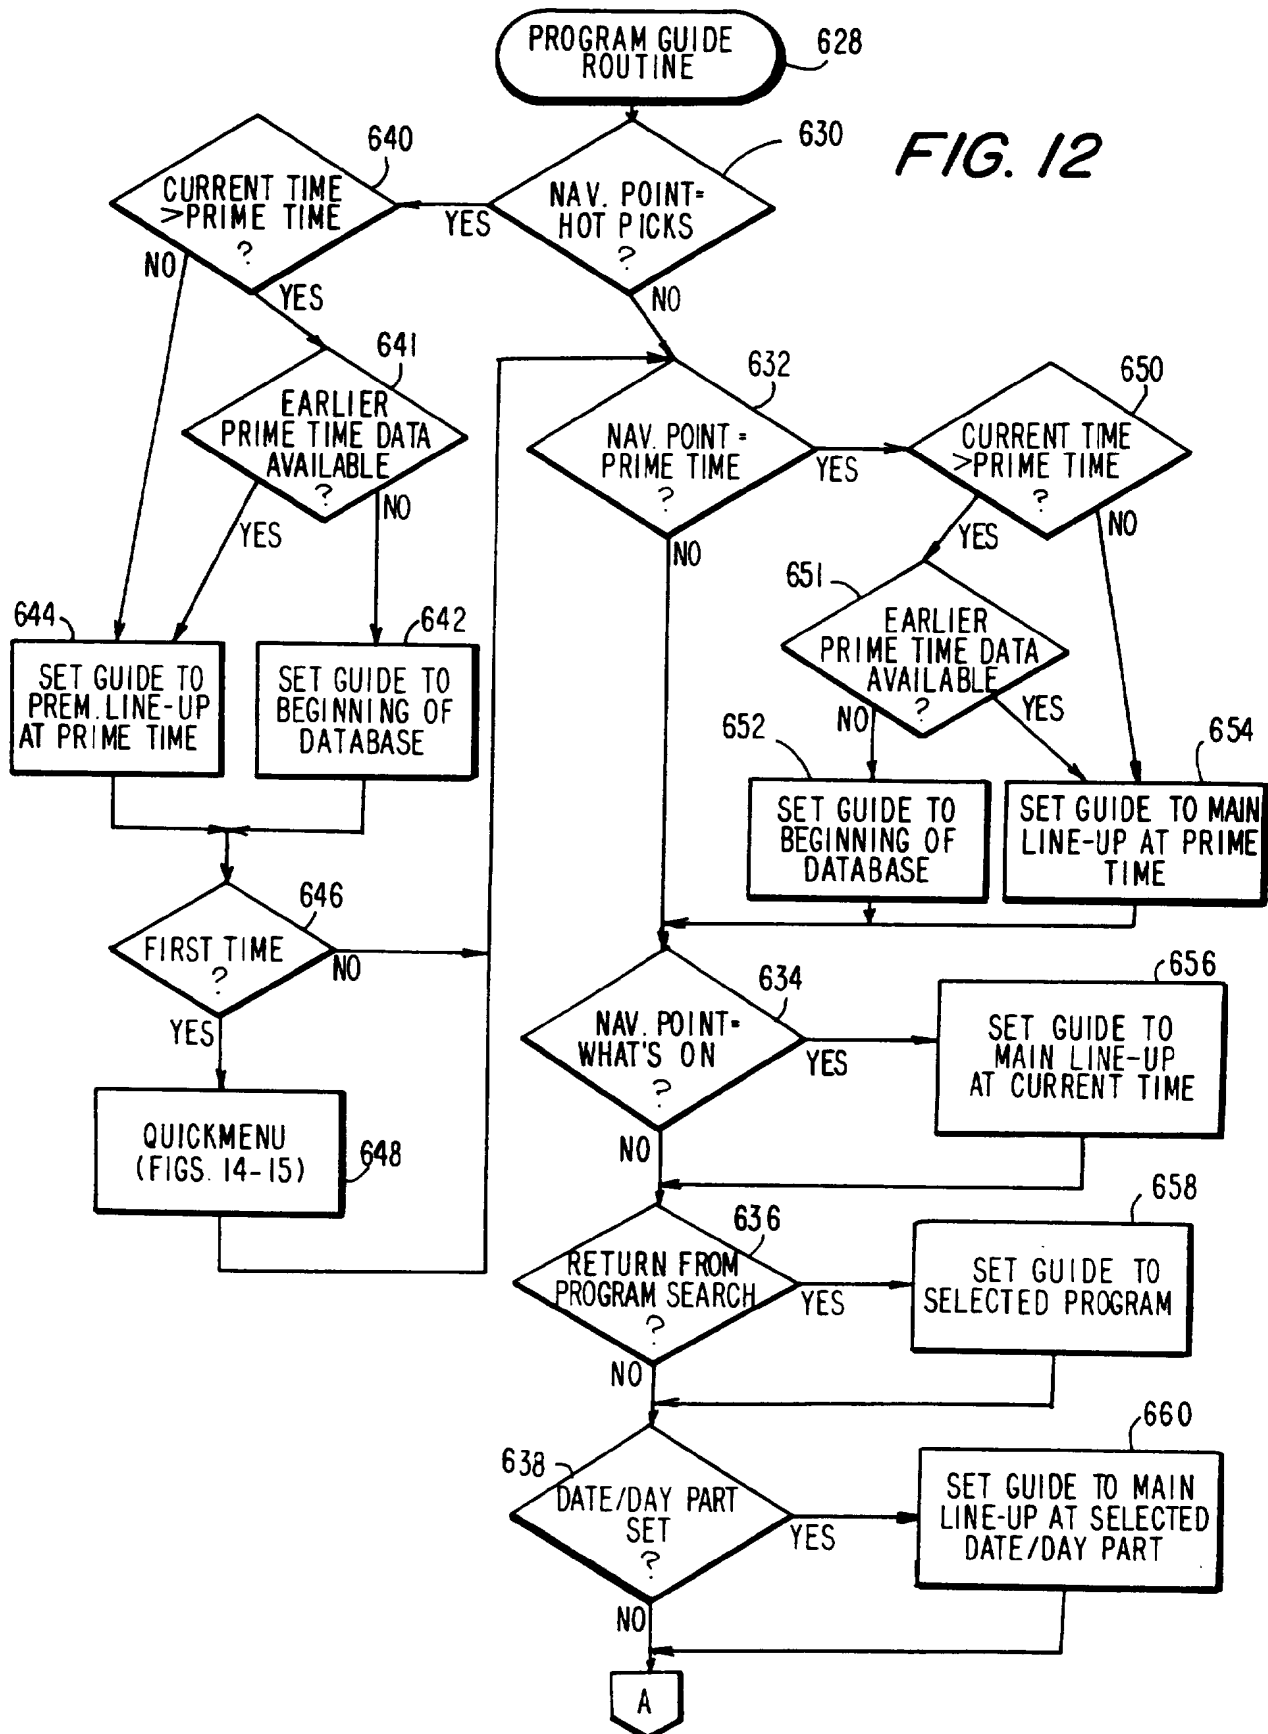 PROGRAM GUIDE
ROUTINE
628
FIG. 12
630
NAV. POINT=
HOT PICKS
?
YES
NO
640
CURRENT TIME
>PRIME TIME
?
NO
YES
641
EARLIER
PRIME TIME DATA
AVAILABLE
?
YES
NO
644
SET GUIDE TO
PREM. LINE-UP
AT PRIME TIME
642
SET GUIDE TO
BEGINNING OF
DATABASE
646
FIRST TIME
?
NO
YES
QUICKMENU
(FIGS. 14-15)
648
632
NAV. POINT =
PRIME TIME
?
YES
NO
650
CURRENT TIME
>PRIME TIME
?
YES
NO
651
EARLIER
PRIME TIME DATA
AVAILABLE
?
NO
YES
652
SET GUIDE TO
BEGINNING OF
DATABASE
654
SET GUIDE TO MAIN
LINE-UP AT PRIME
TIME
634
NAV. POINT=
WHAT'S ON
?
YES
NO
656
SET GUIDE TO
MAIN LINE-UP
AT CURRENT TIME
636
RETURN FROM
PROGRAM SEARCH
?
YES
NO
658
SET GUIDE TO
SELECTED PROGRAM
638
DATE/DAY PART
SET
?
YES
NO
660
SET GUIDE TO MAIN
LINE-UP AT SELECTED
DATE/DAY PART
A